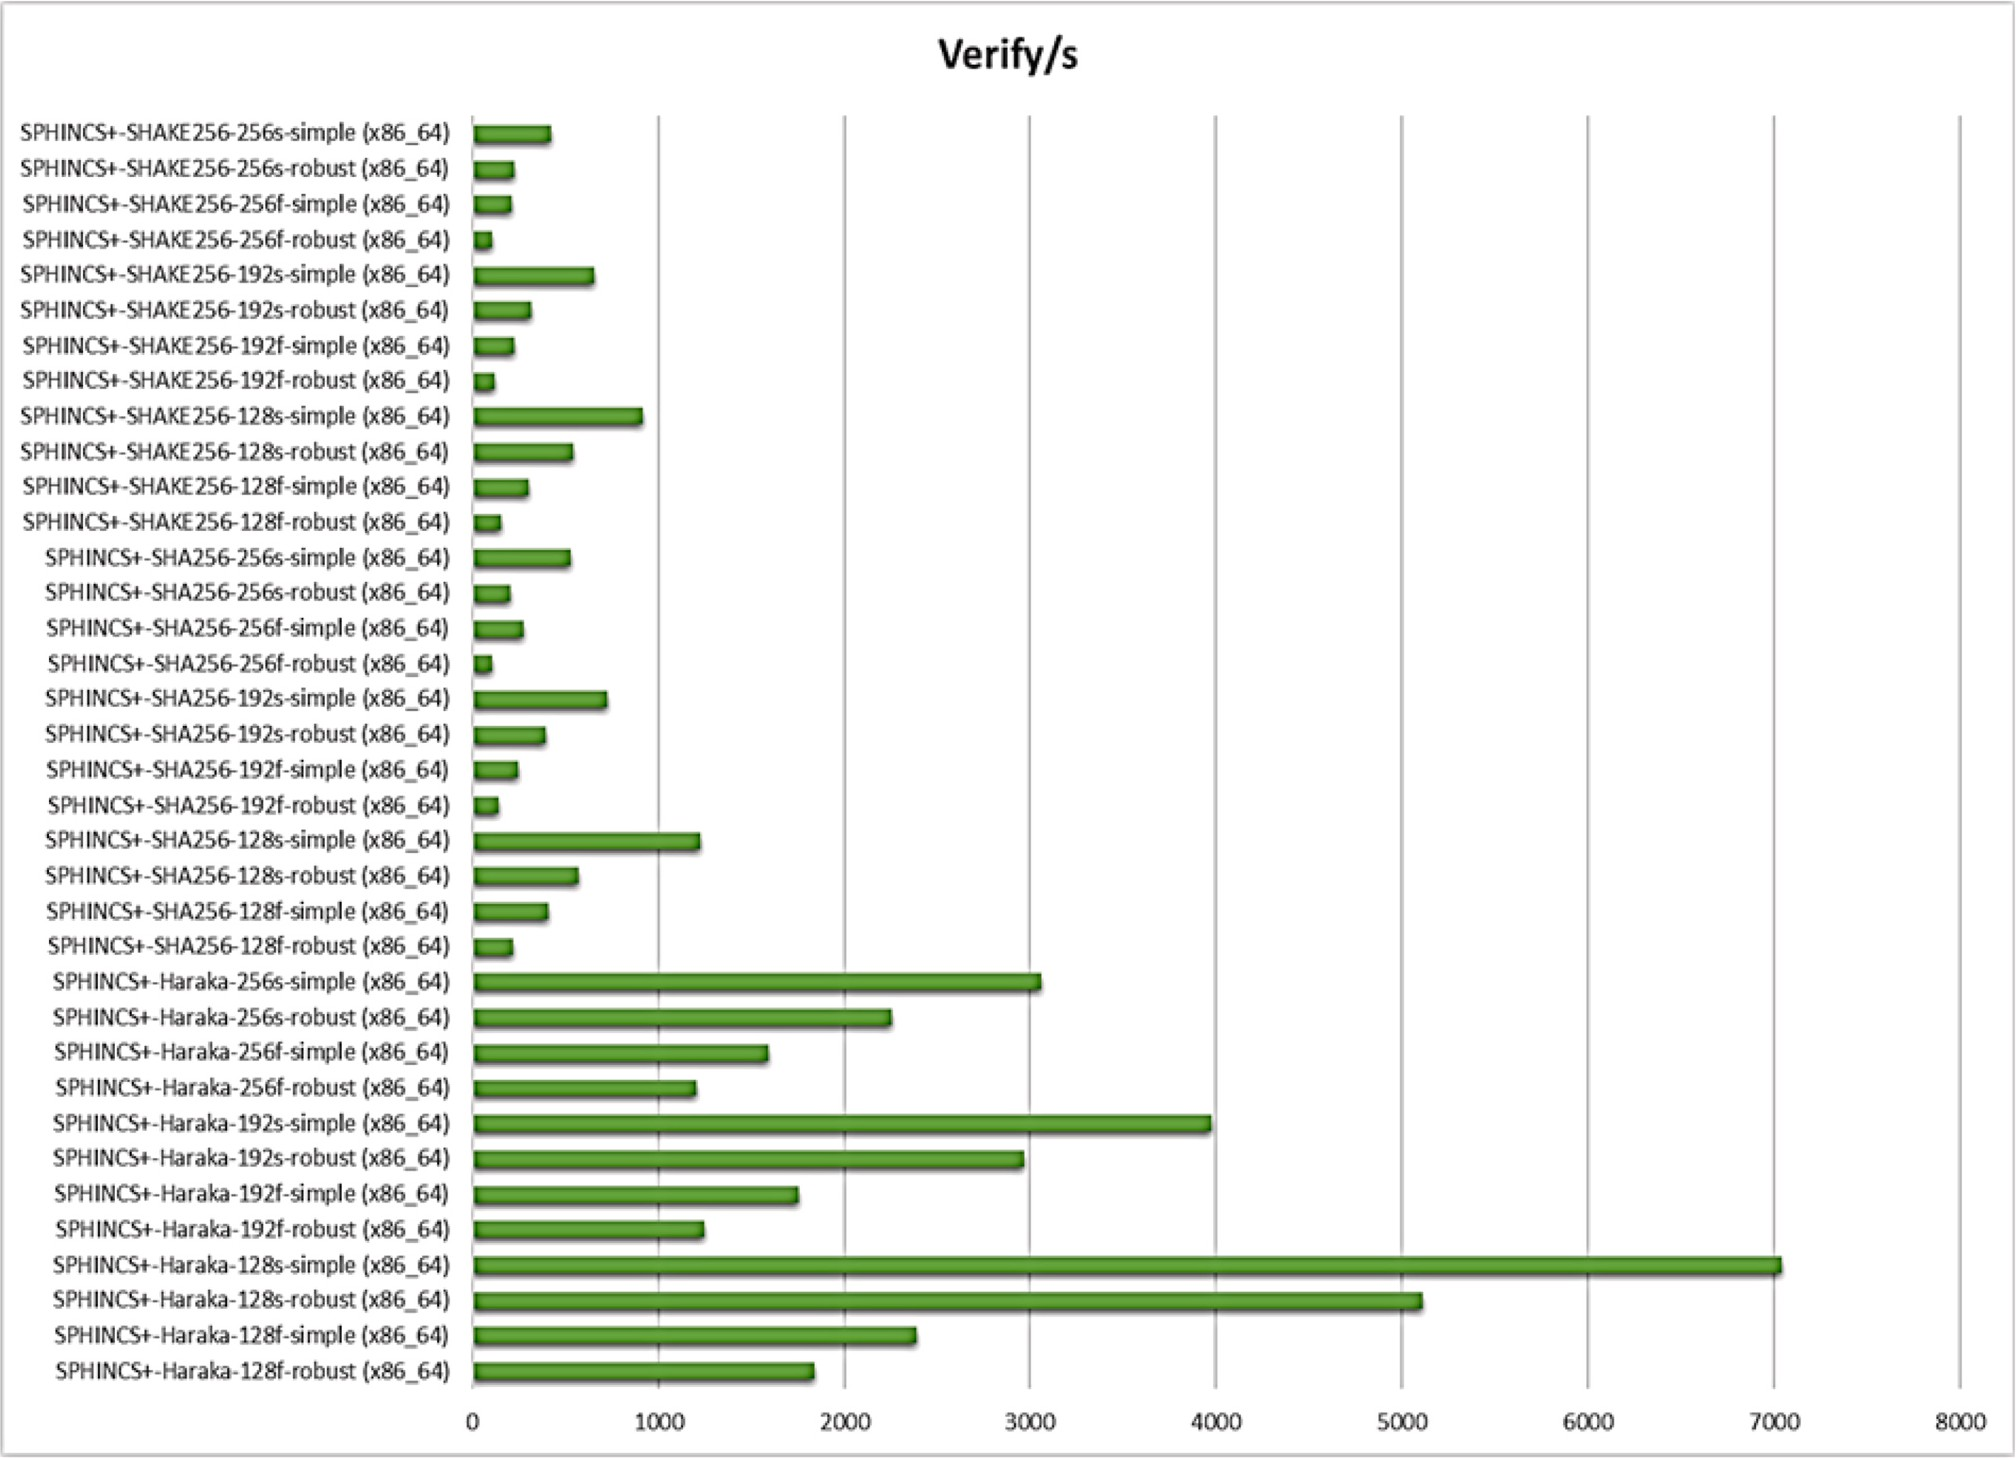 Verify/s
SPHINCS+-SHAKE256-256s-simple (x86_64)
SPHINCS+-SHAKE256-256s-robust (x86_64)
SPHINCS+-SHAKE256-256f-simple (x86_64)
SPHINCS+-SHAKE256-256f-robust (x86_64)
SPHINCS+-SHAKE256-192s-simple (x86_64)
SPHINCS+-SHAKE256-192s-robust (x86_64)
SPHINCS+-SHAKE256-192f-simple (x86_64)
SPHINCS+-SHAKE256-192f-robust (x86_64)
SPHINCS+-SHAKE256-128s-simple (x86_64)
SPHINCS+-SHAKE256-128s-robust (x86_64)
SPHINCS+-SHAKE256-128f-simple (x86_64)
SPHINCS+-SHAKE256-128f-robust (x86_64)
SPHINCS+-SHA256-256s-simple (x86_64)
SPHINCS+-SHA256-256s-robust (x86_64)
SPHINCS+-SHA256-256f-simple (x86_64)
SPHINCS+-SHA256-256f-robust (x86_64)
SPHINCS+-SHA256-192s-simple (x86_64)
SPHINCS+-SHA256-192s-robust (x86_64)
SPHINCS+-SHA256-192f-simple (x86_64)
SPHINCS+-SHA256-192f-robust (x86_64)
SPHINCS+-SHA256-128s-simple (x86_64)
SPHINCS+-SHA256-128s-robust (x86_64)
SPHINCS+-SHA256-128f-simple (x86_64)
SPHINCS+-SHA256-128f-robust (x86_64)
SPHINCS+-Haraka-256s-simple (x86_64)
SPHINCS+-Haraka-256s-robust (x86_64)
SPHINCS+-Haraka-256f-simple (x86_64)
SPHINCS+-Haraka-256f-robust (x86_64)
SPHINCS+-Haraka-192s-simple (x86_64)
SPHINCS+-Haraka-192s-robust (x86_64)
SPHINCS+-Haraka-192f-simple (x86_64)
SPHINCS+-Haraka-192f-robust (x86_64)
SPHINCS+-Haraka-128s-simple (x86_64)
SPHINCS+-Haraka-128s-robust (x86_64)
SPHINCS+-Haraka-128f-simple (x86_64)
SPHINCS+-Haraka-128f-robust (x86_64)
0 1000 2000 3000 4000 5000 6000 7000 8000